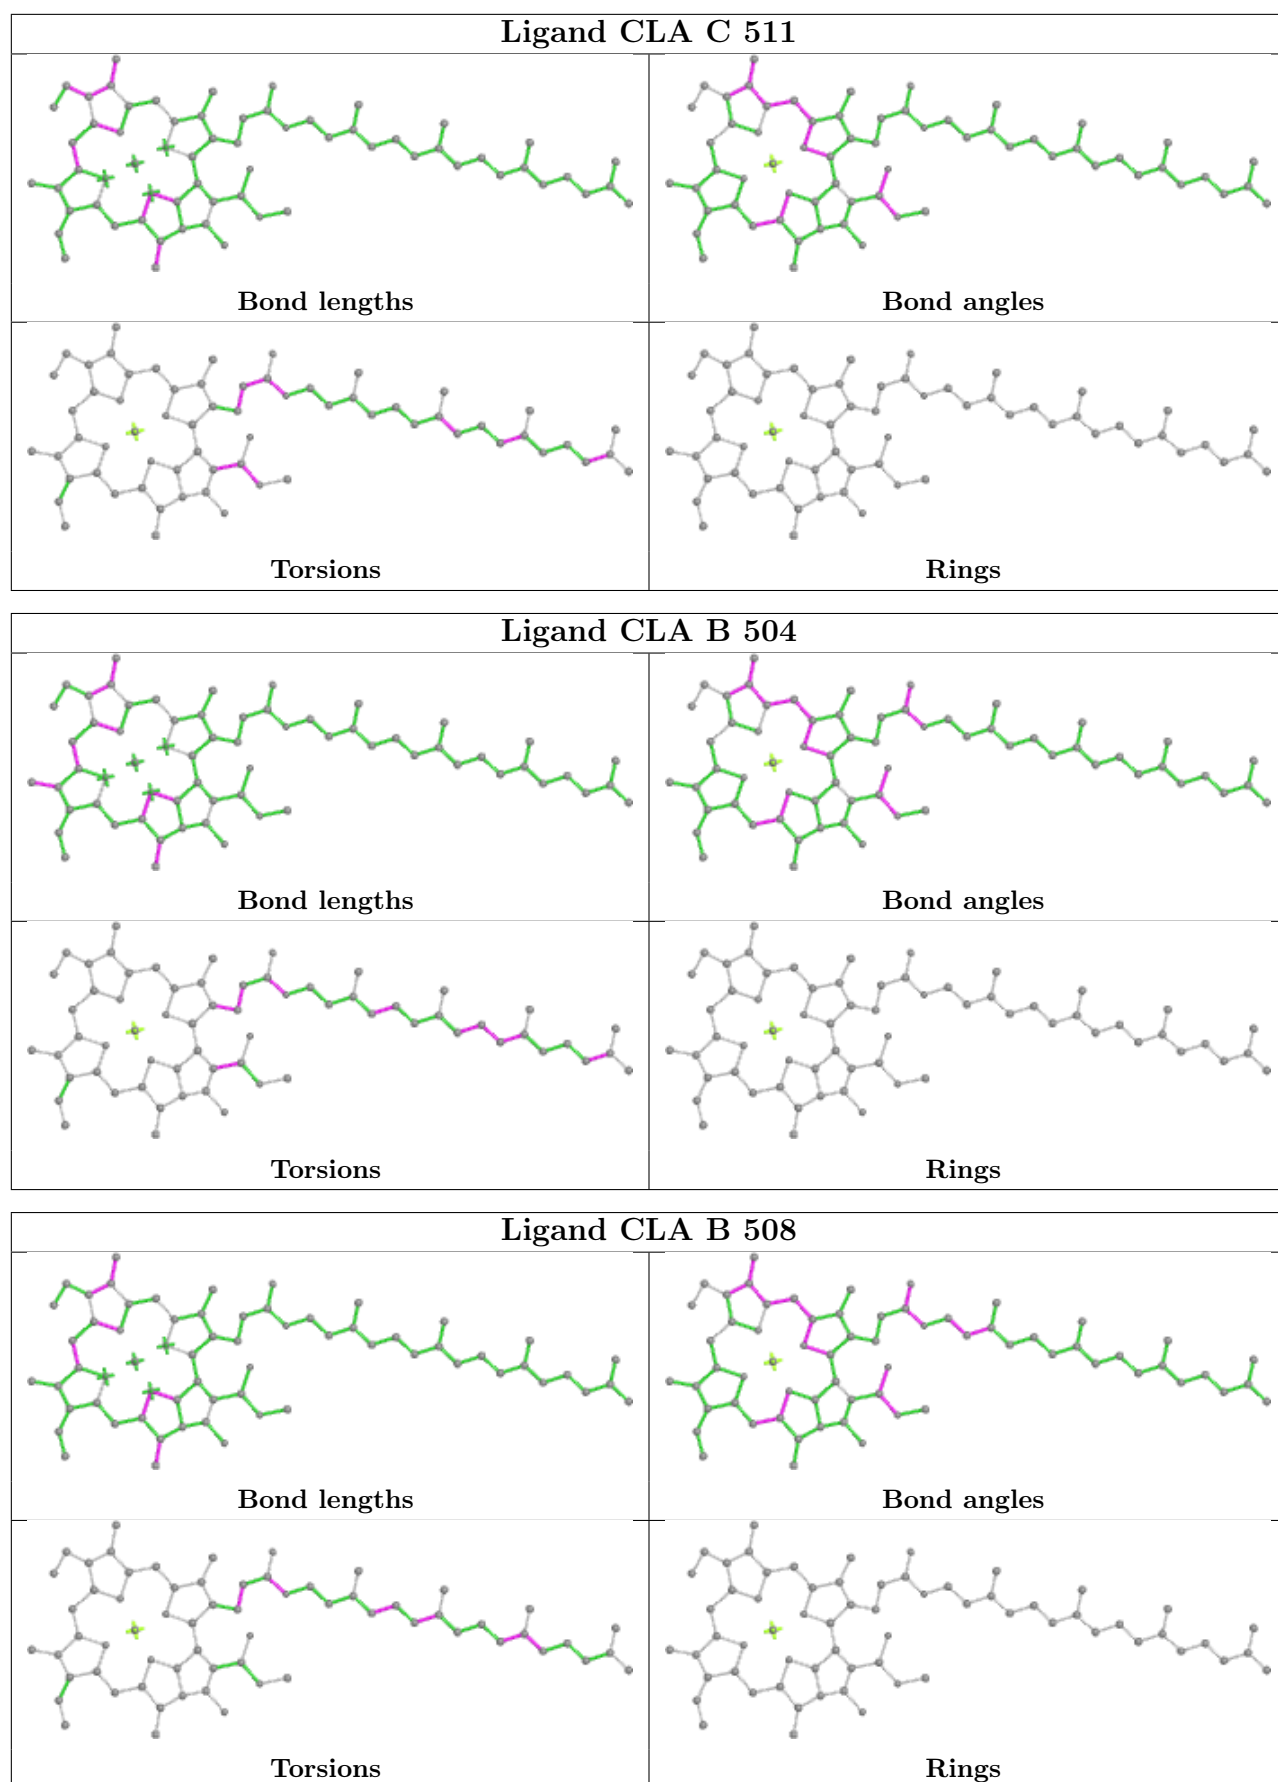 Ligand CLA C 511
Bond lengths
Bond angles
Torsions
Rings
Ligand CLA B 504
Bond lengths
Bond angles
Torsions
Rings
Ligand CLA B 508
Bond lengths
Bond angles
Torsions
Rings